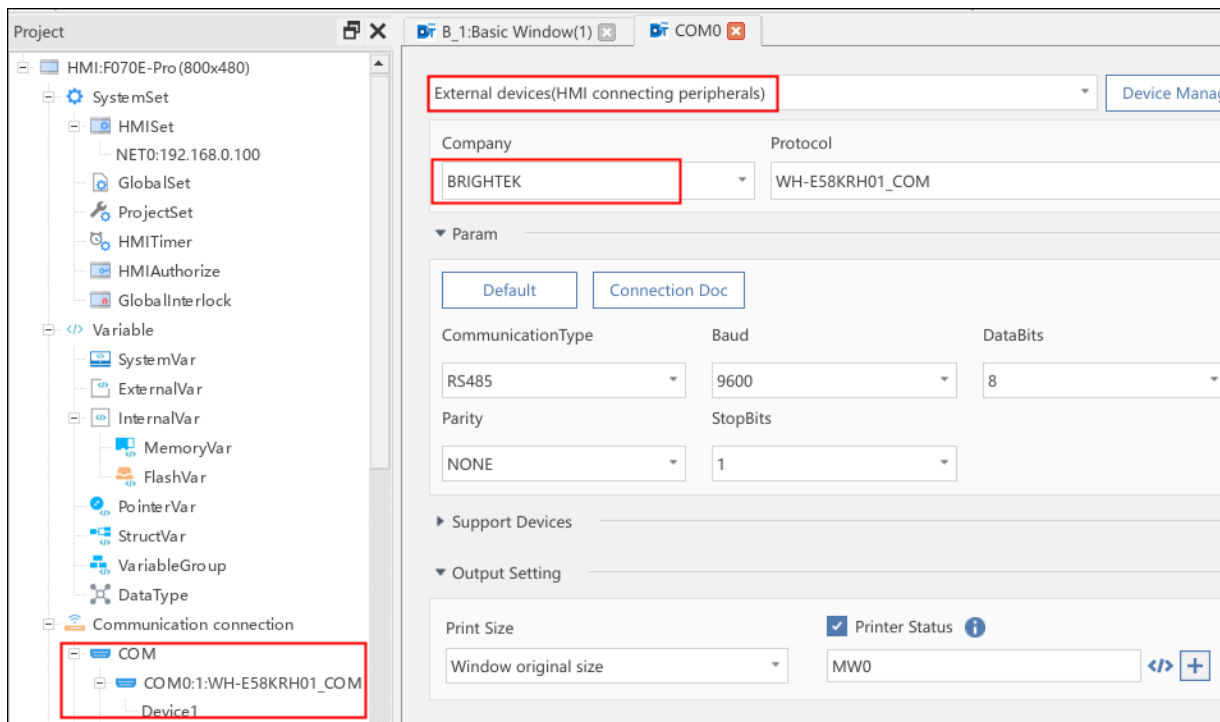 Project
B_1:Basic Window(1)
COM0
HMI:F070E-Pro(800x480)
SystemSet
HMISet
NET0:192.168.0.100
GlobalSet
ProjectSet
HMITimer
HMIAuthorize
GlobalInterlock
Variable
SystemVar
ExternalVar
InternalVar
MemoryVar
FlashVar
PointerVar
StructVar
VariableGroup
DataType
Communication connection
COM
COM0:1:WH-E58KRH01_COM
Device1
External devices(HMI connecting peripherals)
Device Manag
Company
Protocol
BRIGHTEK
WH-E58KRH01_COM
Param
Default
Connection Doc
CommunicationType
Baud
DataBits
RS485
9600
8
Parity
StopBits
NONE
1
Support Devices
Output Setting
Print Size
Printer Status
Window original size
MW0